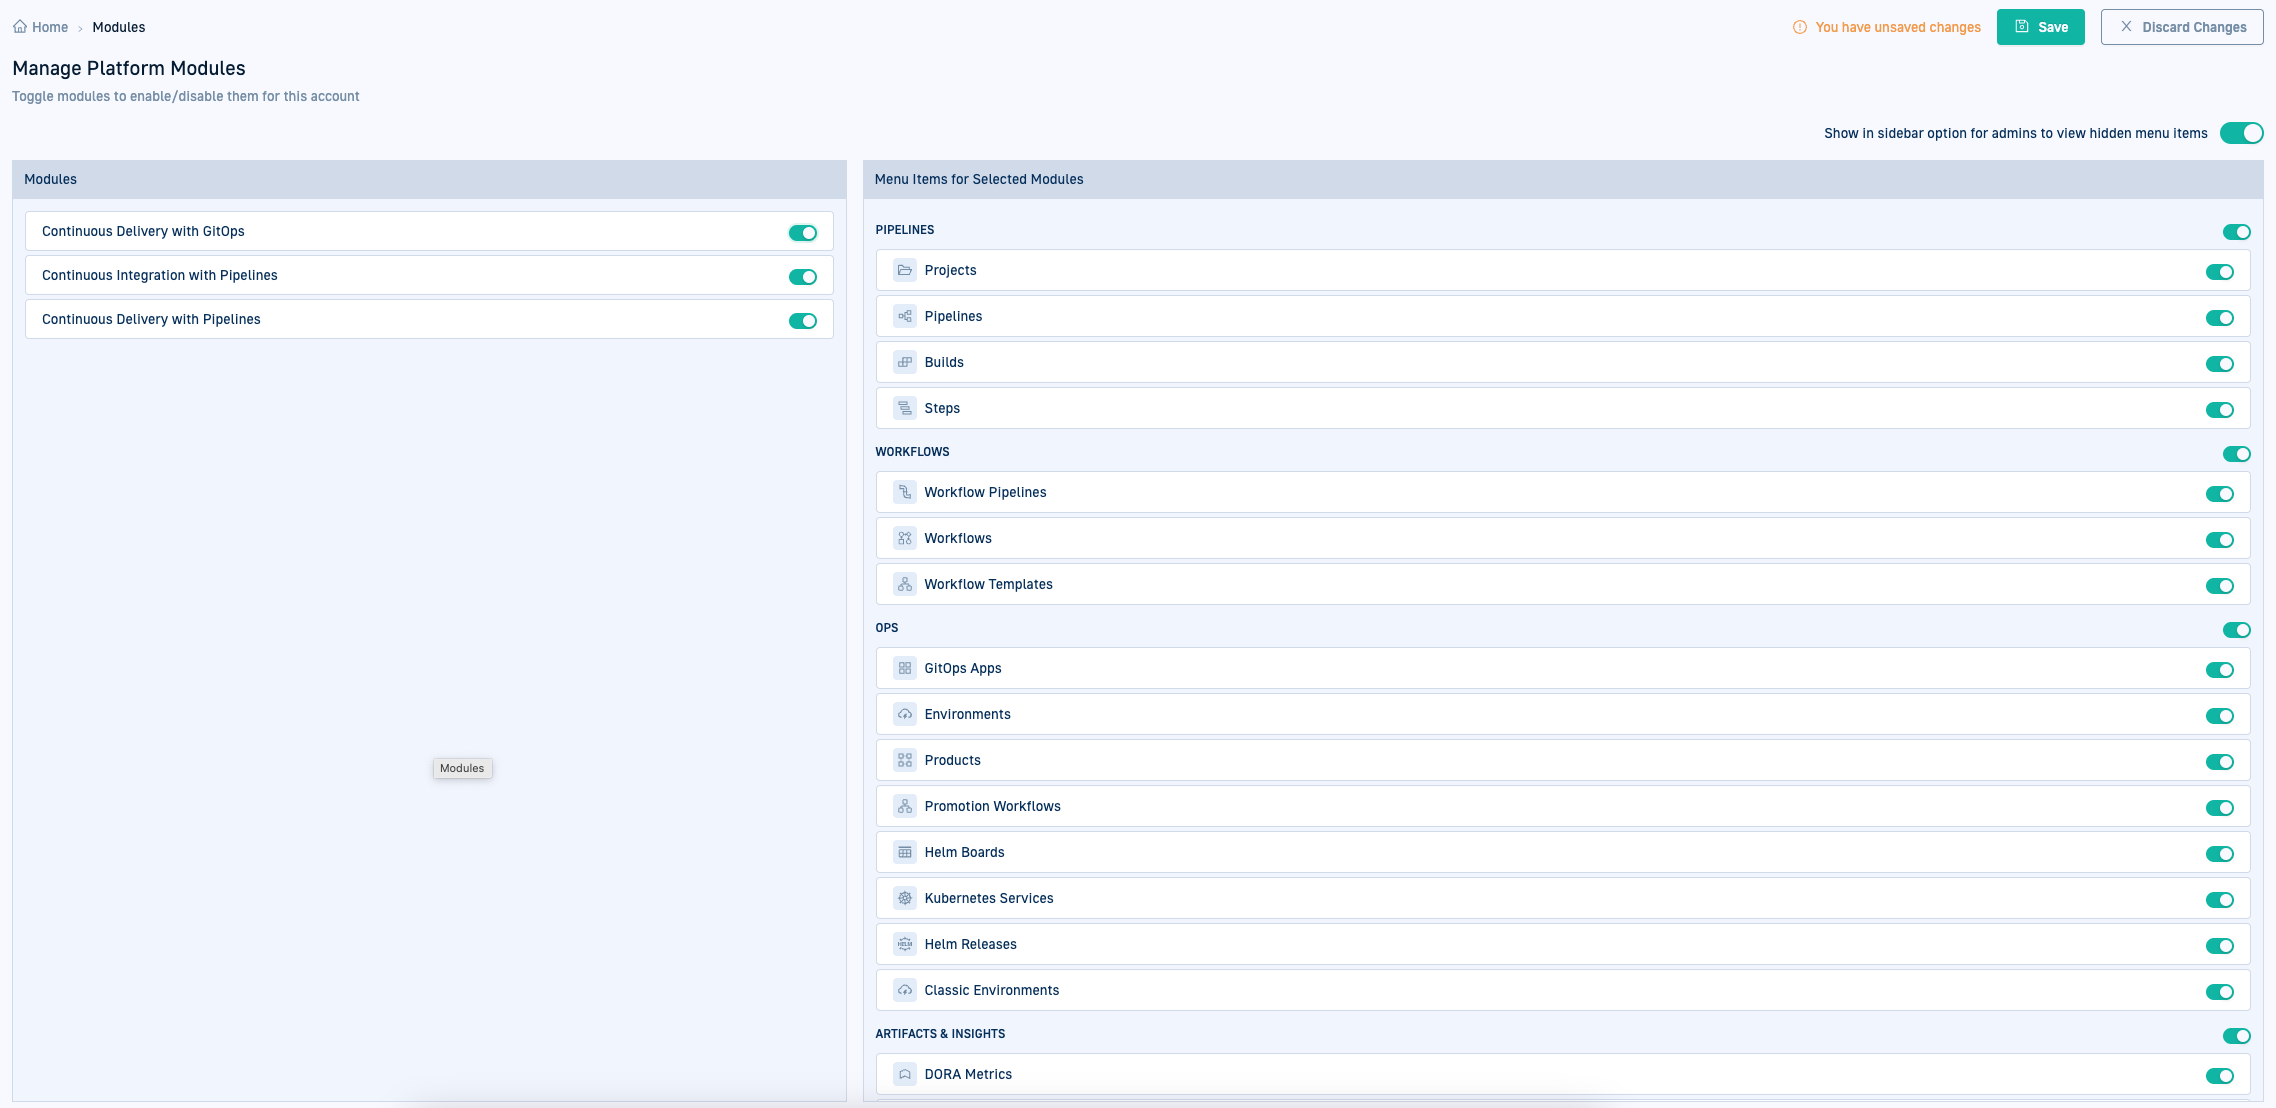 Home › Modules
You have unsaved changes
Save
Discard Changes
Manage Platform Modules
Toggle modules to enable/disable them for this account
Show in sidebar option for admins to view hidden menu items
Modules
Continuous Delivery with GitOps
Continuous Integration with Pipelines
Continuous Delivery with Pipelines
Modules
Menu Items for Selected Modules
PIPELINES
Projects
Pipelines
Builds
Steps
WORKFLOWS
Workflow Pipelines
Workflows
Workflow Templates
OPS
GitOps Apps
Environments
Products
Promotion Workflows
Helm Boards
Kubernetes Services
HELM
Helm Releases
Classic Environments
ARTIFACTS & INSIGHTS
DORA Metrics